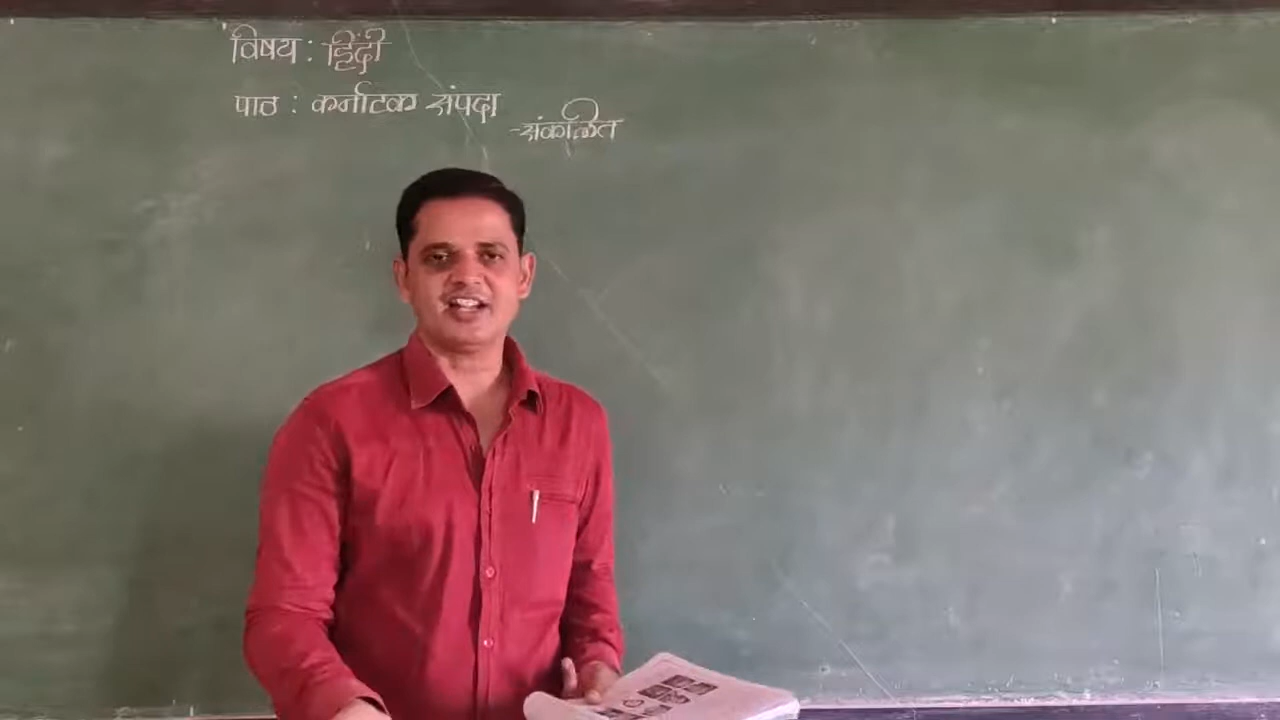 विषय : हिंदी
पाठ : कर्नाटक संपदा
-संकलित